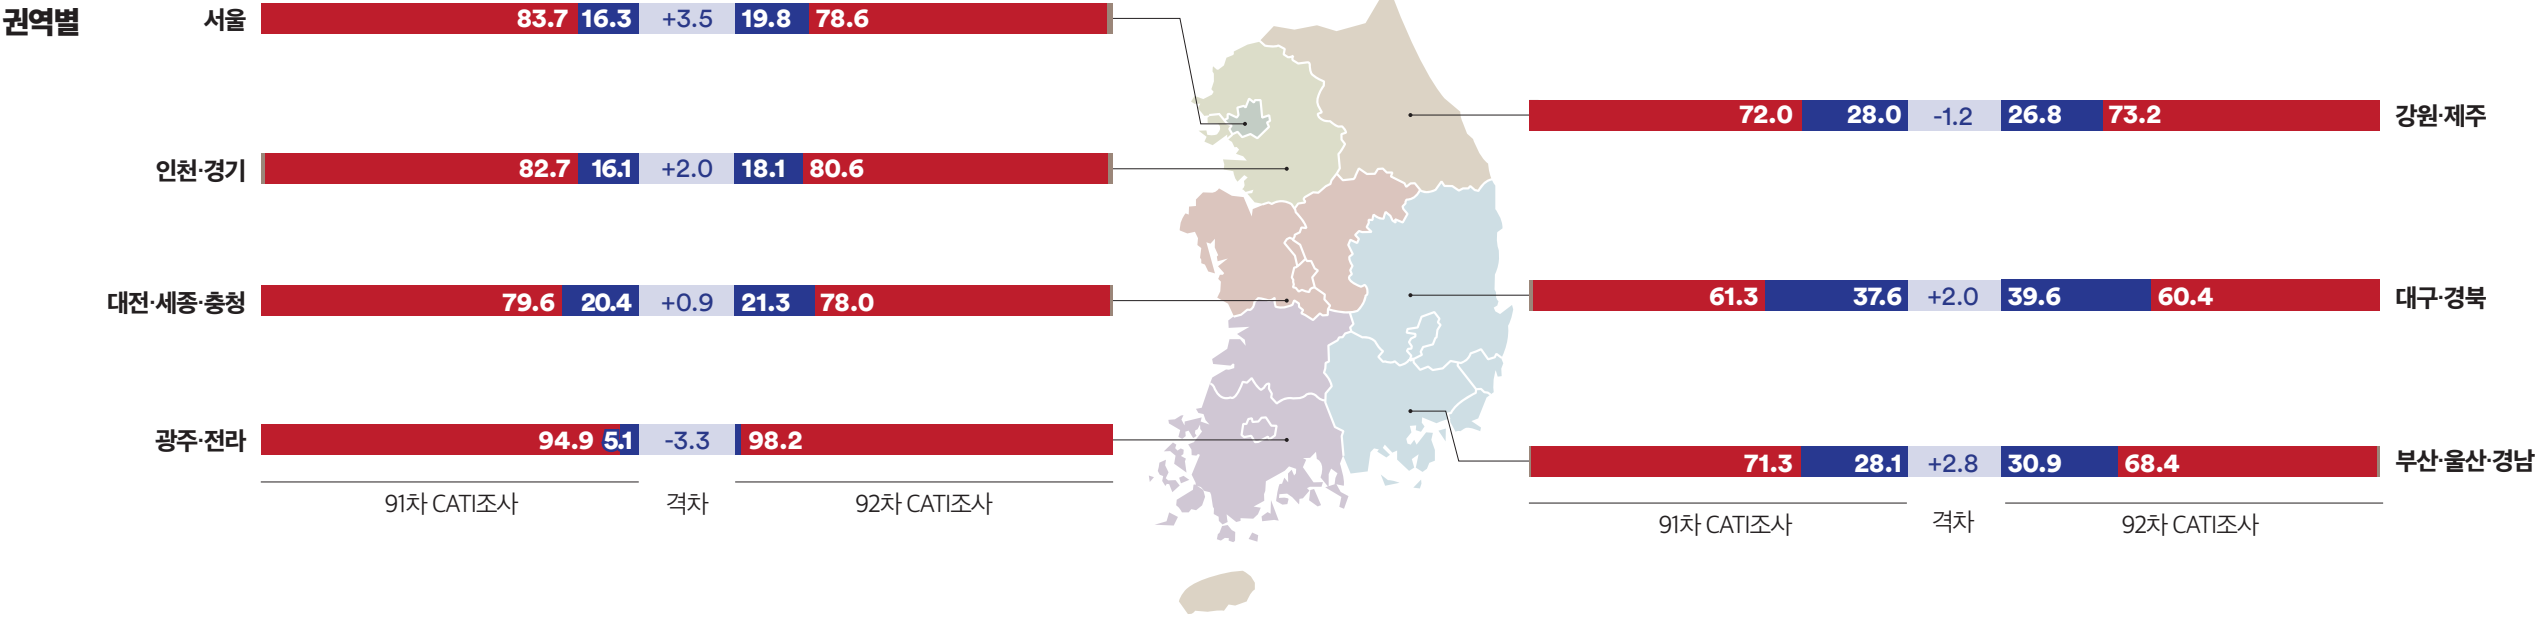 권역별
서울 83.7 16.3 +3.5 19.8 78.6
인천·경기 82.7 16.1 +2.0 18.1 80.6
대전·세종·충청 79.6 20.4 +0.9 21.3 78.0
광주·전라 94.9 5.1 -3.3 98.2
91차 CATI조사 격차 92차 CATI조사
72.0 28.0 -1.2 26.8 73.2 강원·제주
61.3 37.6 +2.0 39.6 60.4 대구·경북
71.3 28.1 +2.8 30.9 68.4 부산·울산·경남
91차 CATI조사 격차 92차 CATI조사